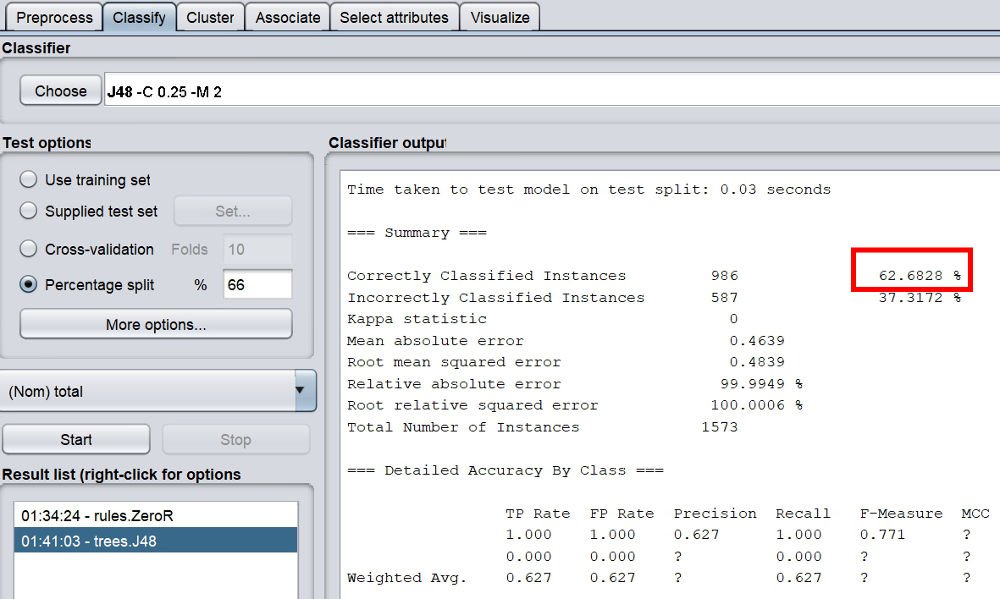 Preprocess Classify Cluster Associate Select attributes Visualize
Classifier
Choose J48 -C 0.25 -M 2
Test options
Use training set
Supplied test set Set...
Cross-validation Folds 10
Percentage split % 66
More options...
(Nom) total
Start Stop
Result list (right-click for options
01:34:24 - rules.ZeroR
01:41:03 - trees.J48
Classifier output
Time taken to test model on test split: 0.03 seconds
=== Summary ===
Correctly Classified Instances 986 62.6828 %
Incorrectly Classified Instances 587 37.3172 %
Kappa statistic 0
Mean absolute error 0.4639
Root mean squared error 0.4839
Relative absolute error 99.9949 %
Root relative squared error 100.0006 %
Total Number of Instances 1573
=== Detailed Accuracy By Class ===
TP Rate FP Rate Precision Recall F-Measure MCC
1.000 1.000 0.627 1.000 0.771 ?
0.000 0.000 ? 0.000 ? ?
Weighted Avg. 0.627 0.627 ? 0.627 ? ?